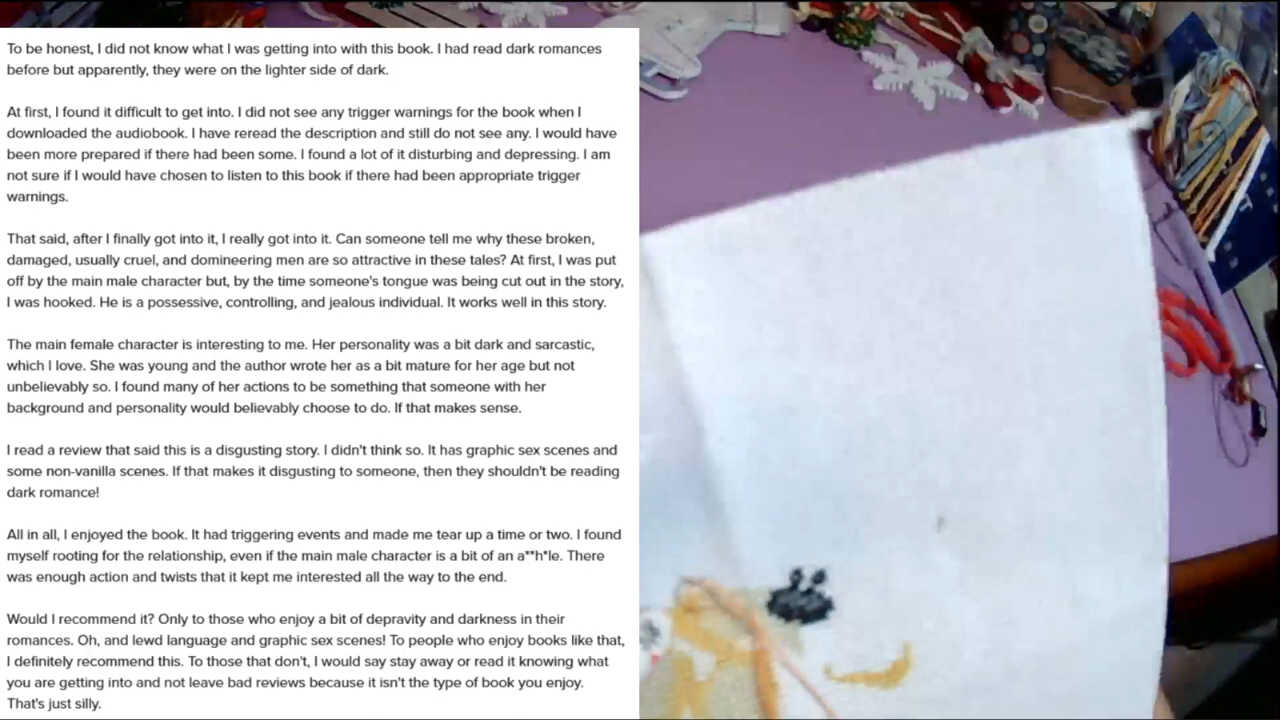 To be honest, I did not know what I was getting into with this book. I had read dark romances
before but apparently, they were on the lighter side of dark.
At first, I found it difficult to get into. I did not see any trigger warnings for the book when I
downloaded the audiobook. I have reread the description and still do not see any. I would have
been more prepared if there had been some. I found a lot of it disturbing and depressing. I am
not sure if I would have chosen to listen to this book if there had been appropriate trigger
warnings.
That said, after I finally got into it, I really got into it. Can someone tell me why these broken,
damaged, usually cruel, and domineering men are so attractive in these tales? At first, I was put
off by the main male character but, by the time someone's tongue was being cut out in the story,
I was hooked. He is a possessive, controlling, and jealous individual. It works well in this story.
The main female character is interesting to me. Her personality was a bit dark and sarcastic,
which I love. She was young and the author wrote her as a bit mature for her age but not
unbelievably so. I found many of her actions to be something that someone with her
background and personality would believably choose to do. If that makes sense.
I read a review that said this is a disgusting story. I didn't think so. It has graphic sex scenes and
some non-vanilla scenes. If that makes it disgusting to someone, then they shouldn't be reading
dark romance!
All in all, I enjoyed the book. It had triggering events and made me tear up a time or two. I found
myself rooting for the relationship, even if the main male character is a bit of an a**h*le. There
was enough action and twists that it kept me interested all the way to the end.
Would I recommend it? Only to those who enjoy a bit of depravity and darkness in their
romances. Oh, and lewd language and graphic sex scenes! To people who enjoy books like that,
I definitely recommend this. To those that don't, I would say stay away or read it knowing what
you are getting into and not leave bad reviews because it isn't the type of book you enjoy.
That's just silly.